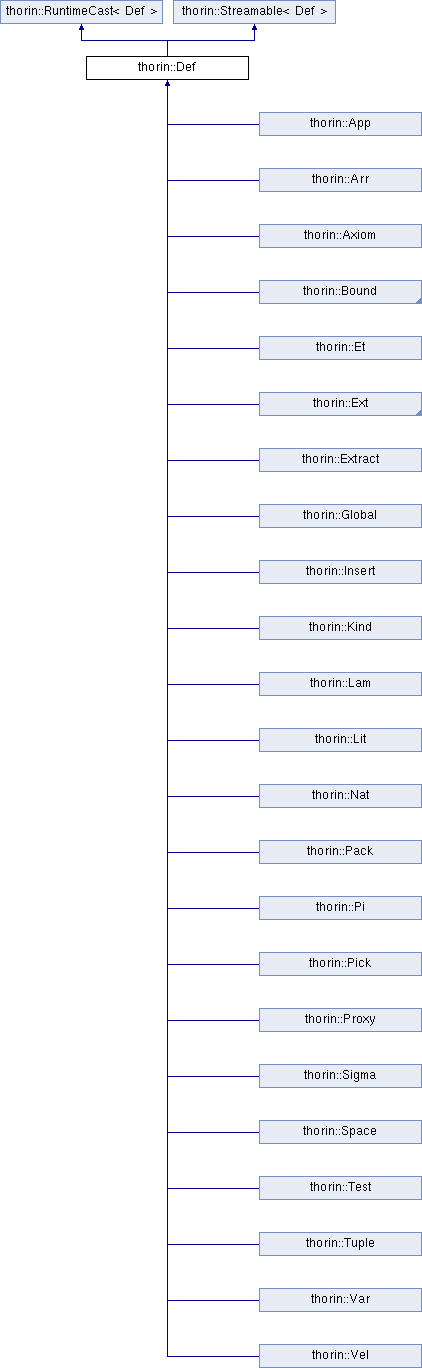 thorin::RuntimeCast< Def >
thorin::Streamable< Def >
thorin::Def
thorin::App
thorin::Arr
thorin::Axiom
thorin::Bound
thorin::Et
thorin::Ext
thorin::Extract
thorin::Global
thorin::Insert
thorin::Kind
thorin::Lam
thorin::Lit
thorin::Nat
thorin::Pack
thorin::Pi
thorin::Pick
thorin::Proxy
thorin::Sigma
thorin::Space
thorin::Test
thorin::Tuple
thorin::Var
thorin::Vel